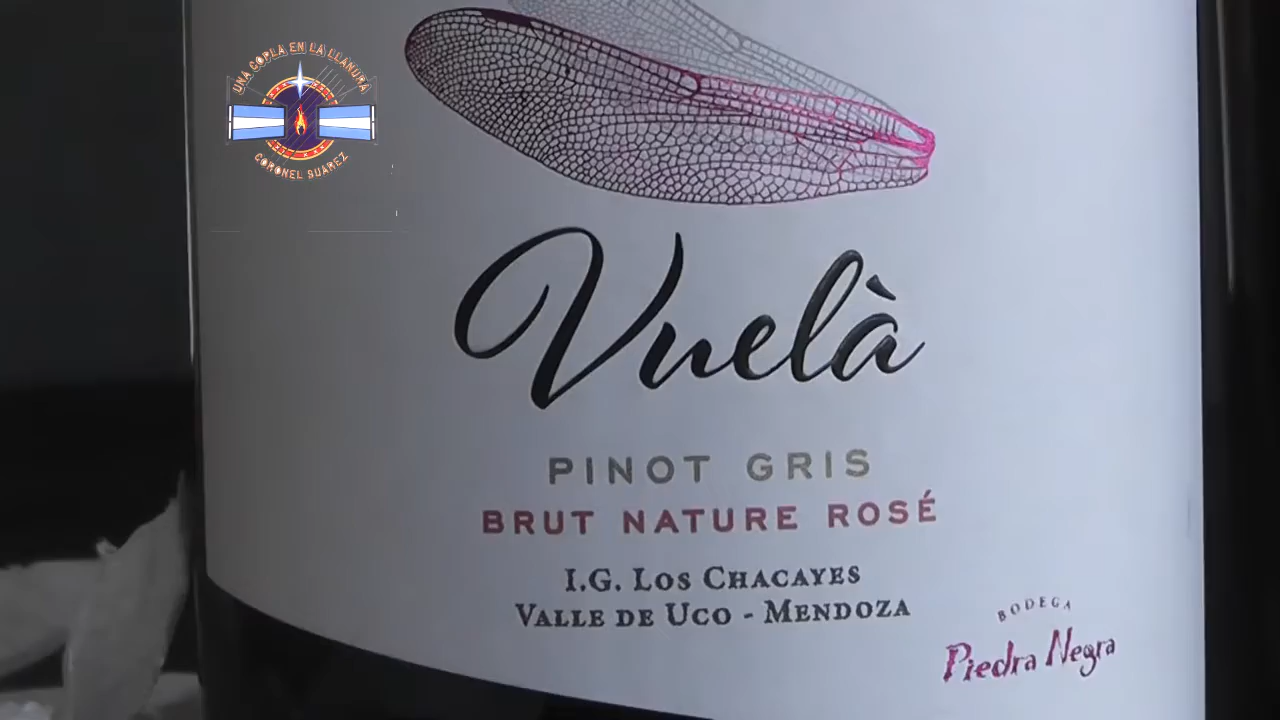 UNA COPLA EN LA LLANURA
CORONEL SUAREZ
Vuelà
PINOT GRIS
BRUT NATURE ROSÉ
I.G. LOS CHACAYES
VALLE DE UCO - MENDOZA
BODEGA
Piedra Negra